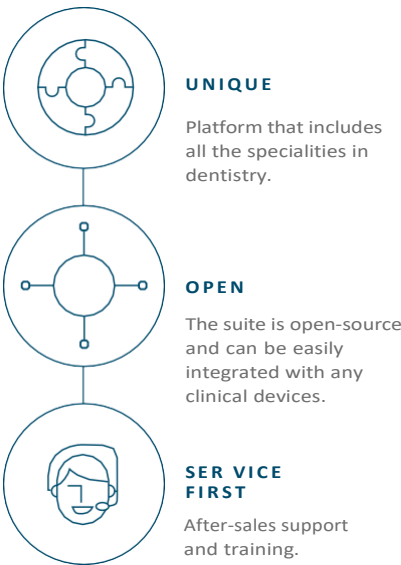 UNIQUE
Platform that includes
all the specialities in
dentistry.
OPEN
The suite is open-source
and can be easily
integrated with any
clinical devices.
SER VICE
FIRST
After-sales support
and training.